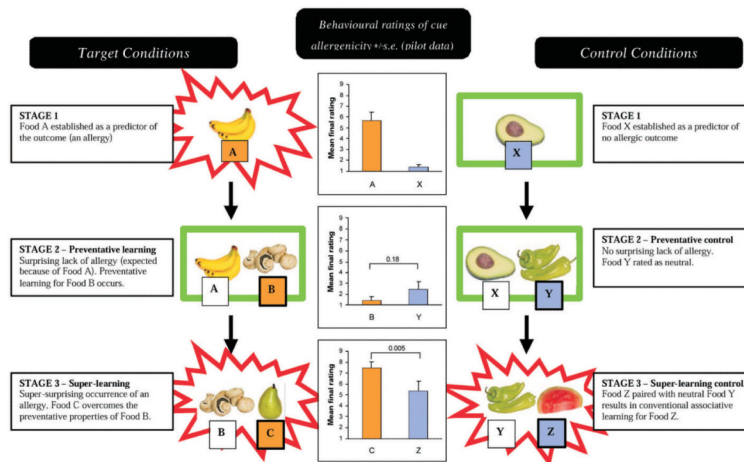 Target Conditions
Behavioural ratings of cue
allergenicity+/-s.e. (pilot data)
Control Conditions
STAGE 1
Food A established as a predictor of
the outcome (an allergy)
A
Mean final rating
9
8
7
6
5
4
3
2
1
A X
X
STAGE 1
Food X established as a predictor of
no allergic outcome
STAGE 2 – Preventative learning
Surprising lack of allergy (expected
because of Food A). Preventative
learning for Food B occurs.
A B
Mean final rating
9
8
7
6
5
4
3
2
1
0.18
B Y
X Y
STAGE 2 – Preventative control
No surprising lack of allergy.
Food Y rated as neutral.
STAGE 3 – Super-learning
Super-surprising occurrence of an
allergy. Food C overcomes the
preventative properties of Food B.
B C
Mean final rating
9
8
7
6
5
4
3
2
1
0.005
C Z
Y Z
STAGE 3 – Super-learning control
Food Z paired with neutral Food Y
results in conventional associative
learning for Food Z.